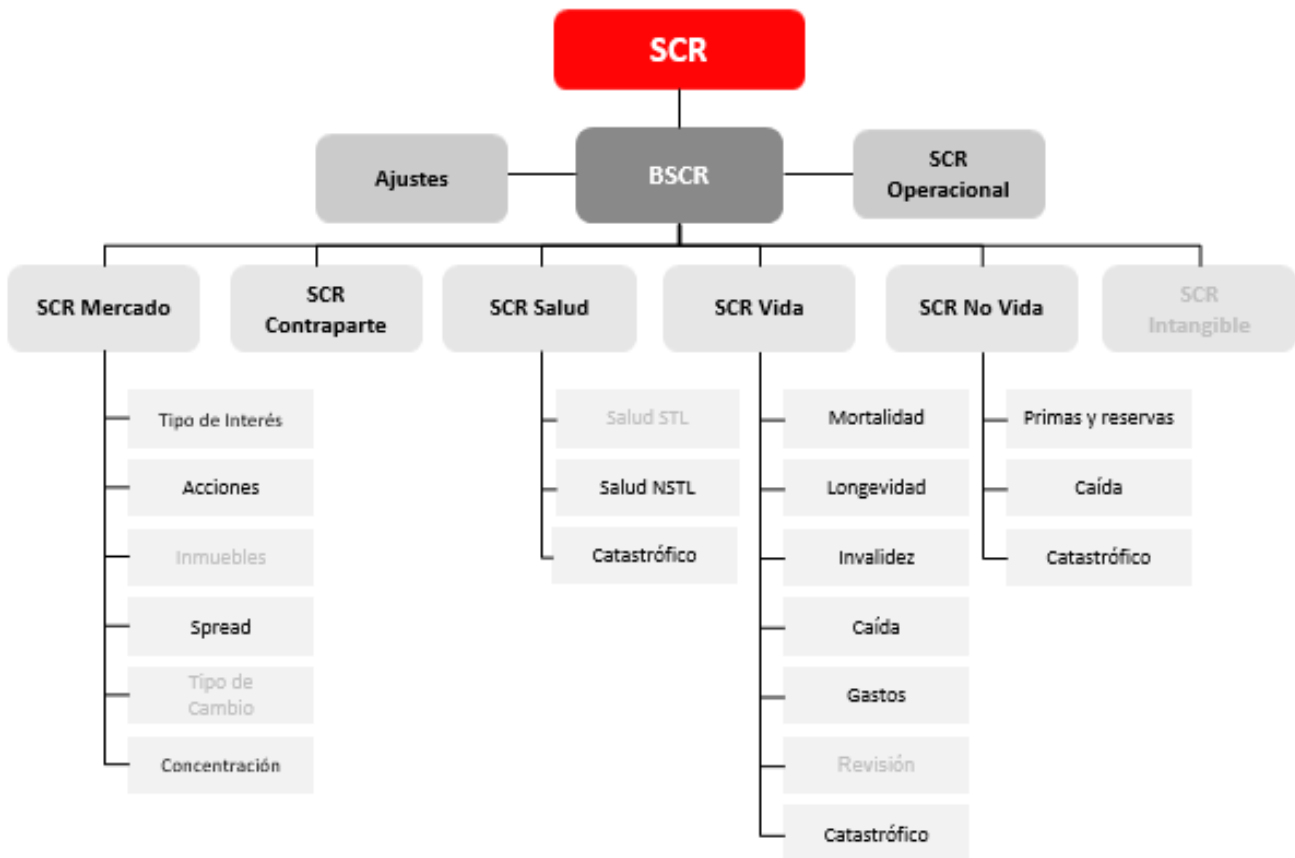 SCR
Ajustes
BSCR
SCR
Operacional
SCR Mercado
SCR
Contraparte
SCR Salud
SCR Vida
SCR No Vida
SCR
Intangible
Tipo de Interés
Acciones
Inmuebles
Spread
Tipo de
Cambio
Concentración
Salud STL
Salud NSTL
Catastrófico
Mortalidad
Longevidad
Invalidez
Caída
Gastos
Revisión
Catastrófico
Primas y reservas
Caída
Catastrófico